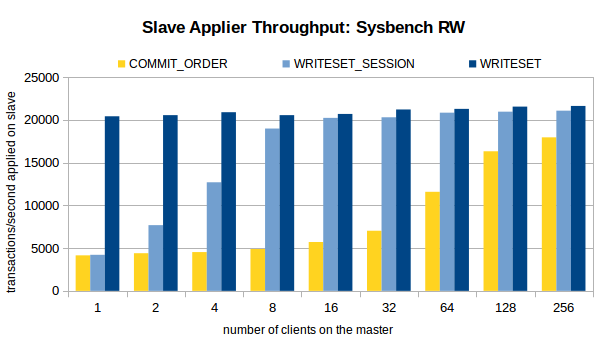 Slave Applier Throughput: Sysbench RW
COMMIT_ORDER WRITESET_SESSION WRITESET
transactions/second applied on slave
25000
20000
15000
10000
5000
0
1 2 4 8 16 32 64 128 256
number of clients on the master